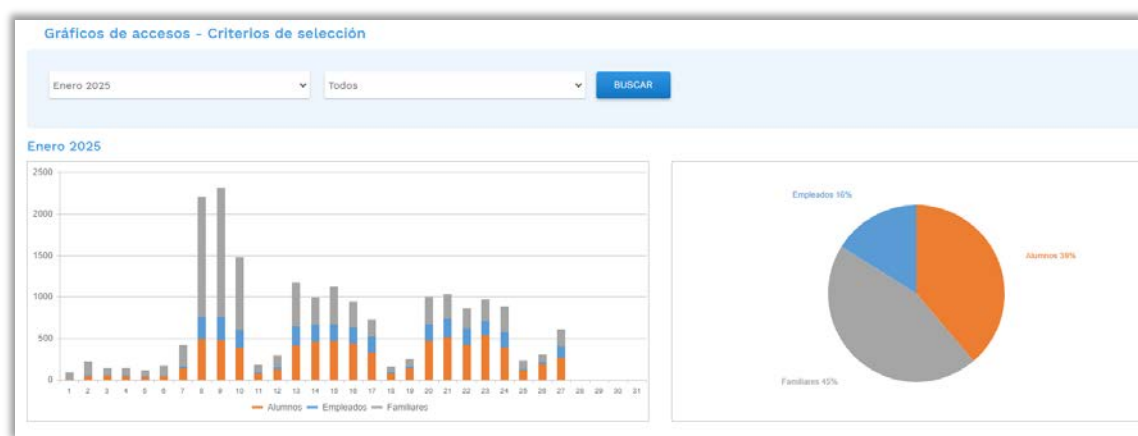 Gráficos de accesos - Criterios de selección
Enero 2025
Todos
BUSCAR
Enero 2025
2500
2000
1500
1000
500
0
1 2 3 4 5 6 7 8 9 10 11 12 13 14 15 16 17 18 19 20 21 22 23 24 25 26 27 28 29 30 31
Alumnos Empleados Familiares
Empleados 16%
Alumnos 39%
Familiares 45%